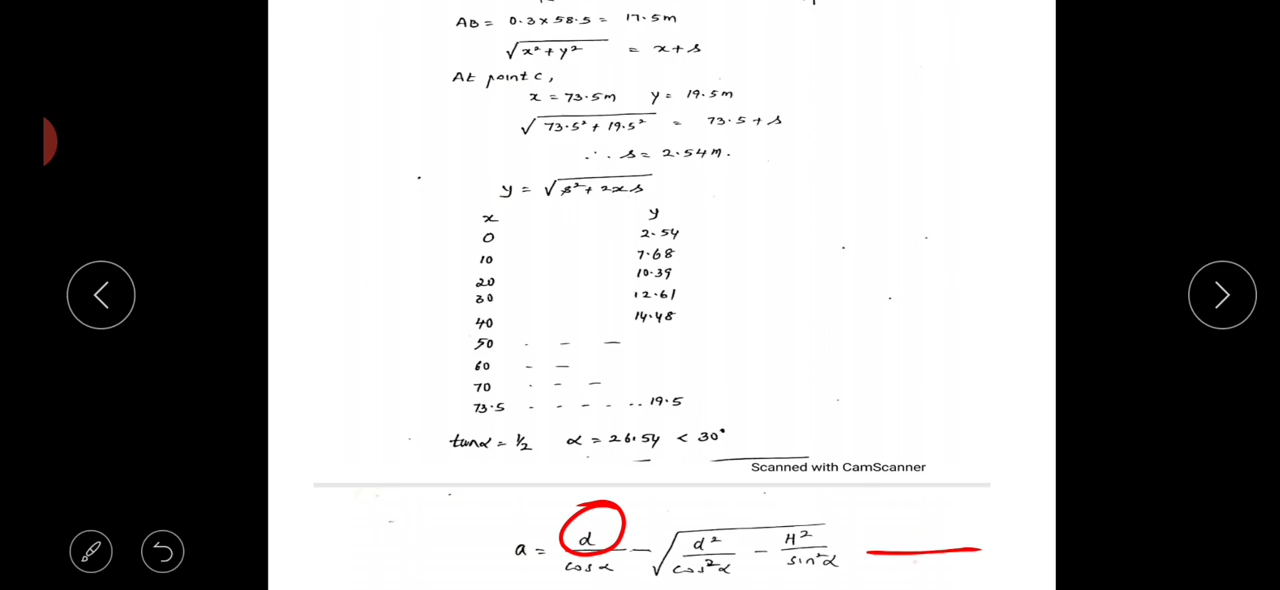 AB = 0.3 × 58.5 = 17.5m
√x² + y² = x + s
At point C,
x = 73.5m y = 19.5m
√73.5² + 19.5² = 73.5 + s
∴ s = 2.54m.
y = √s² + 2xs
x y
0 2.54
10 7.68
20 10.39
30 12.61
40 14.48
50 - - —
60 - —
70 - - —
73.5 - - - - .. 19.5
tanα = 1/2 α = 26.54 < 30°
Scanned with CamScanner
a = d/cosα - √d²/cos²α - H²/sin²α